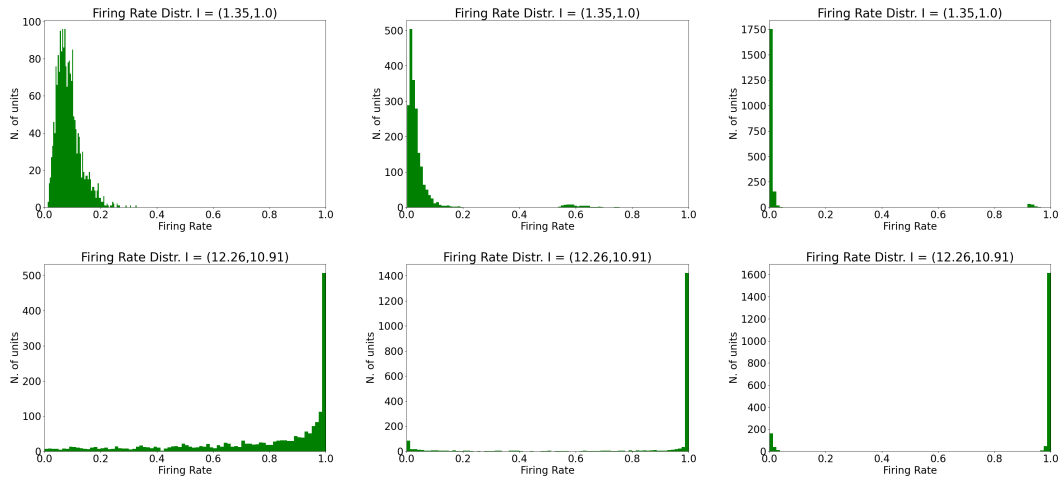 Firing Rate Distr. I = (1.35,1.0)
N. of units
100
80
60
40
20
0
0.0 0.2 0.4 0.6 0.8 1.0
Firing Rate
Firing Rate Distr. I = (1.35,1.0)
N. of units
500
400
300
200
100
0
0.0 0.2 0.4 0.6 0.8 1.0
Firing Rate
Firing Rate Distr. I = (1.35,1.0)
N. of units
1750
1500
1250
1000
750
500
250
0
0.0 0.2 0.4 0.6 0.8 1.0
Firing Rate
Firing Rate Distr. I = (12.26,10.91)
N. of units
500
400
300
200
100
0
0.0 0.2 0.4 0.6 0.8 1.0
Firing Rate
Firing Rate Distr. I = (12.26,10.91)
N. of units
1400
1200
1000
800
600
400
200
0
0.0 0.2 0.4 0.6 0.8 1.0
Firing Rate
Firing Rate Distr. I = (12.26,10.91)
N. of units
1600
1400
1200
1000
800
600
400
200
0
0.0 0.2 0.4 0.6 0.8 1.0
Firing Rate